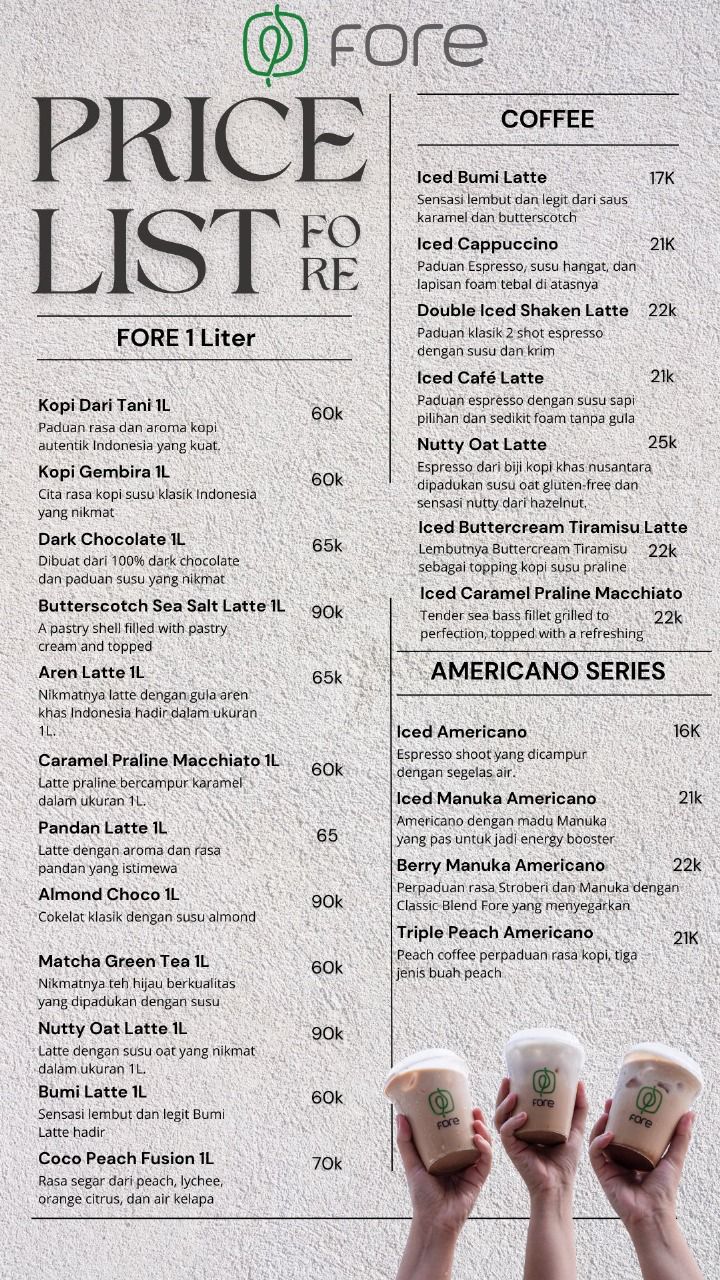 FORE
PRICE
LIST FO
RE
FORE 1 Liter
Kopi Dari Tani 1L 60k
Paduan rasa dan aroma kopi
autentik Indonesia yang kuat.
Kopi Gembira 1L 60k
Cita rasa kopi susu klasik Indonesia
yang nikmat
Dark Chocolate 1L 65k
Dibuat dari 100% dark chocolate
dan paduan susu yang nikmat
Butterscotch Sea Salt Latte 1L 90k
A pastry shell filled with pastry
cream and topped
Aren Latte 1L 65k
Nikmatnya latte dengan gula aren
khas Indonesia hadir dalam ukuran
1L.
Caramel Praline Macchiato 1L 60k
Latte praline bercampur karamel
dalam ukuran 1L.
Pandan Latte 1L 65
Latte dengan aroma dan rasa
pandan yang istimewa
Almond Choco 1L 90k
Cokelat klasik dengan susu almond
Matcha Green Tea 1L 60k
Nikmatnya teh hijau berkualitas
yang dipadukan dengan susu
Nutty Oat Latte 1L 90k
Latte dengan susu oat yang nikmat
dalam ukuran 1L.
Bumi Latte 1L 60k
Sensasi lembut dan legit Bumi
Latte hadir
Coco Peach Fusion 1L 70k
Rasa segar dari peach, lychee,
orange citrus, dan air kelapa
COFFEE
Iced Bumi Latte 17K
Sensasi lembut dan legit dari saus
karamel dan butterscotch
Iced Cappuccino 21K
Paduan Espresso, susu hangat, dan
lapisan foam tebal di atasnya
Double Iced Shaken Latte 22k
Paduan klasik 2 shot espresso
dengan susu dan krim
Iced Café Latte 21k
Paduan espresso dengan susu sapi
pilihan dan sedikit foam tanpa gula
Nutty Oat Latte 25k
Espresso dari biji kopi khas nusantara
dipadukan susu oat gluten-free dan
sensasi nutty dari hazelnut.
Iced Buttercream Tiramisu Latte
Lembutnya Buttercream Tiramisu 22k
sebagai topping kopi susu praline
Iced Caramel Praline Macchiato
Tender sea bass fillet grilled to 22k
perfection, topped with a refreshing
AMERICANO SERIES
Iced Americano 16K
Espresso shoot yang dicampur
dengan segelas air.
Iced Manuka Americano 21k
Americano dengan madu Manuka
yang pas untuk jadi energy booster
Berry Manuka Americano 22k
Perpaduan rasa Stroberi dan Manuka dengan
Classic Blend Fore yang menyegarkan
Triple Peach Americano 21K
Peach coffee perpaduan rasa kopi, tiga
jenis buah peach
FORE
FORE
FORE